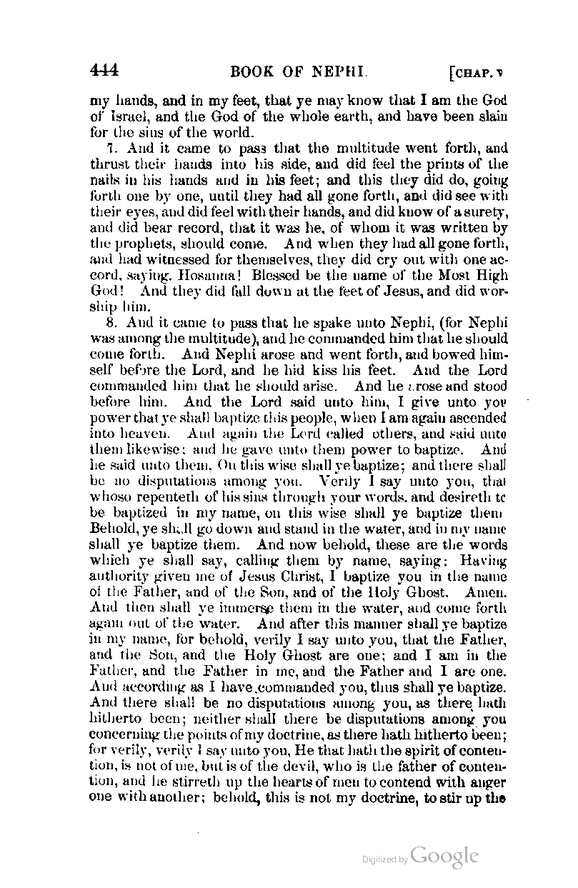 444 BOOK OF NEPHI. [CHAP. V
my hands, and in my feet, that ye may know that I am the God
of Israel, and the God of the whole earth, and have been slain
for the sins of the world.
7. And it came to pass that the multitude went forth, and
thrust their hands into his side, and did feel the prints of the
nails in his hands and in his feet; and this they did do, going
forth one by one, until they had all gone forth, and did see with
their eyes, and did feel with their hands, and did know of a surety,
and did bear record, that it was he, of whom it was written by
the prophets, should come. And when they had all gone forth,
and had witnessed for themselves, they did cry out with one ac-
cord, saying, Hosanna! Blessed be the name of the Most High
God! And they did fall down at the feet of Jesus, and did wor-
ship him.
8. And it came to pass that he spake unto Nephi, (for Nephi
was among the multitude), and he commanded him that he should
come forth. And Nephi arose and went forth, and bowed him-
self before the Lord, and he hid kiss his feet. And the Lord
commanded him that he should arise. And he arose and stood
before him. And the Lord said unto him, I give unto you
power that ye shall baptize this people, when I am again ascended
into heaven. And again the Lord called others, and said unto
them likewise; and he gave unto them power to baptize. And
he said unto them, On this wise shall ye baptize; and there shall
be no disputations among you. Verily I say unto you, that
whoso repenteth of his sins through your words, and desireth to
be baptized in my name, on this wise shall ye baptize them
Behold, ye shall go down and stand in the water, and in my name
shall ye baptize them. And now behold, these are the words
which ye shall say, calling them by name, saying: Having
authority given me of Jesus Christ, I baptize you in the name
of the Father, and of the Son, and of the Holy Ghost. Amen.
And then shall ye immerse them in the water, and come forth
again out of the water. And after this manner shall ye baptize
in my name, for behold, verily I say unto you, that the Father,
and the Son, and the Holy Ghost are one; and I am in the
Father, and the Father in me, and the Father and I are one.
And according as I have commanded you, thus shall ye baptize.
And there shall be no disputations among you, as there hath
hitherto been; neither shall there be disputations among you
concerning the points of my doctrine, as there hath hitherto been;
for verily, verily I say unto you, He that hath the spirit of conten-
tion, is not of me, but is of the devil, who is the father of conten-
tion, and he stirreth up the hearts of men to contend with anger
one with another; behold, this is not my doctrine, to stir up the
Digitized by Google